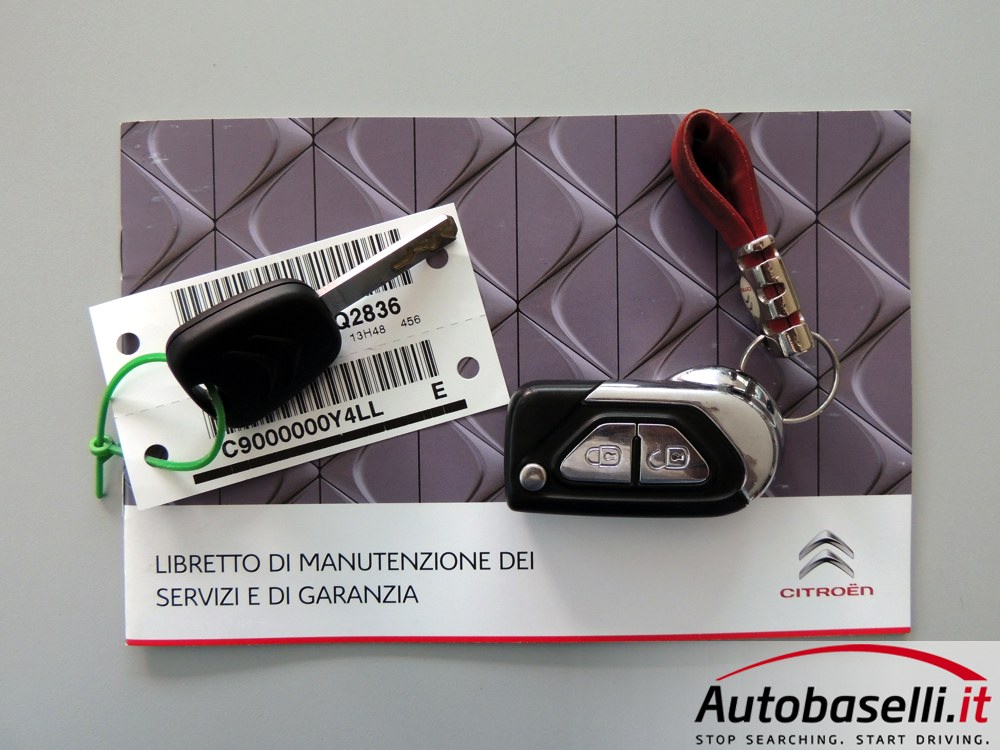 Q2836
13H48 456
C9000000Y4LL E
LIBRETTO DI MANUTENZIONE DEI
SERVIZI E DI GARANZIA
CITROËN
Autobaselli.it
STOP SEARCHING. START DRIVING.